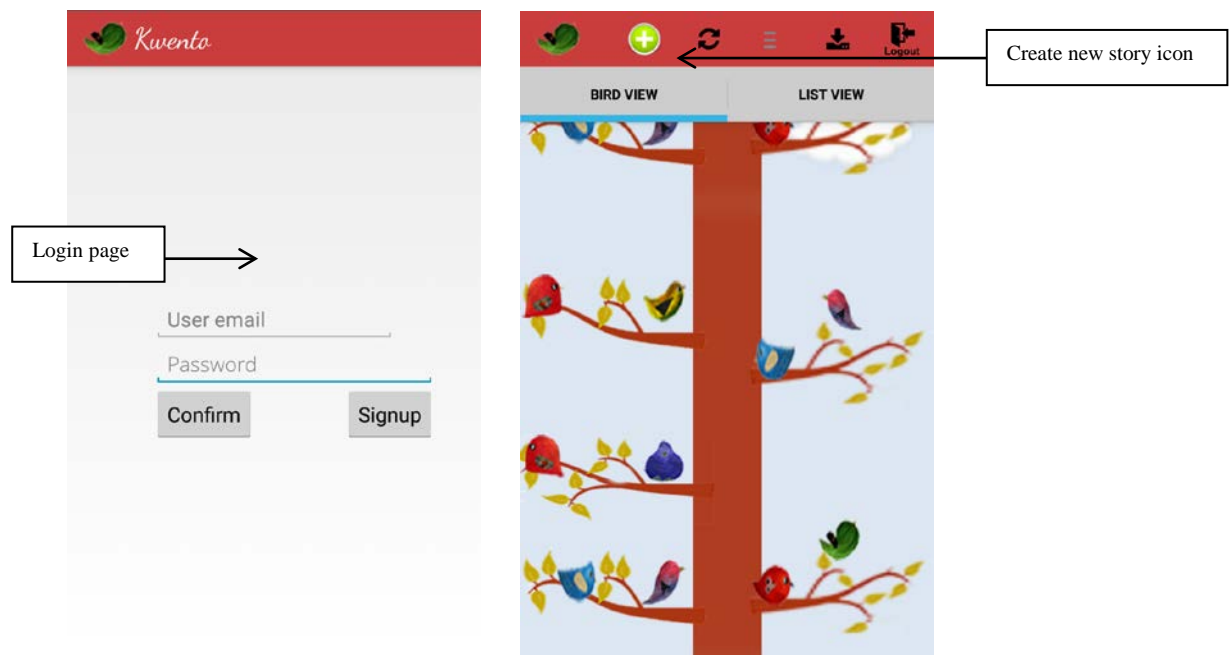 Kwento
Login page
User email
Password
Confirm
Signup
Logout
BIRD VIEW
LIST VIEW
Create new story icon